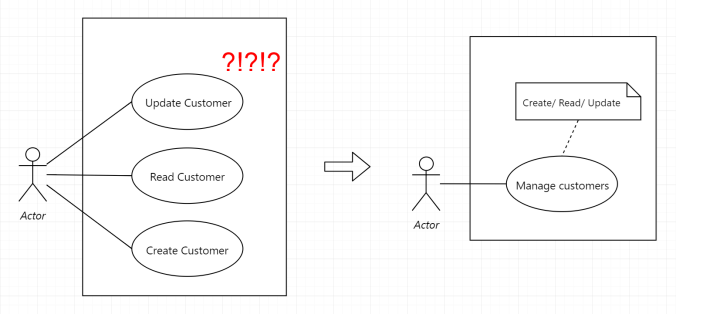 ?!?!?
Update Customer
Read Customer
Create Customer
Actor
Create/ Read/ Update
Manage customers
Actor